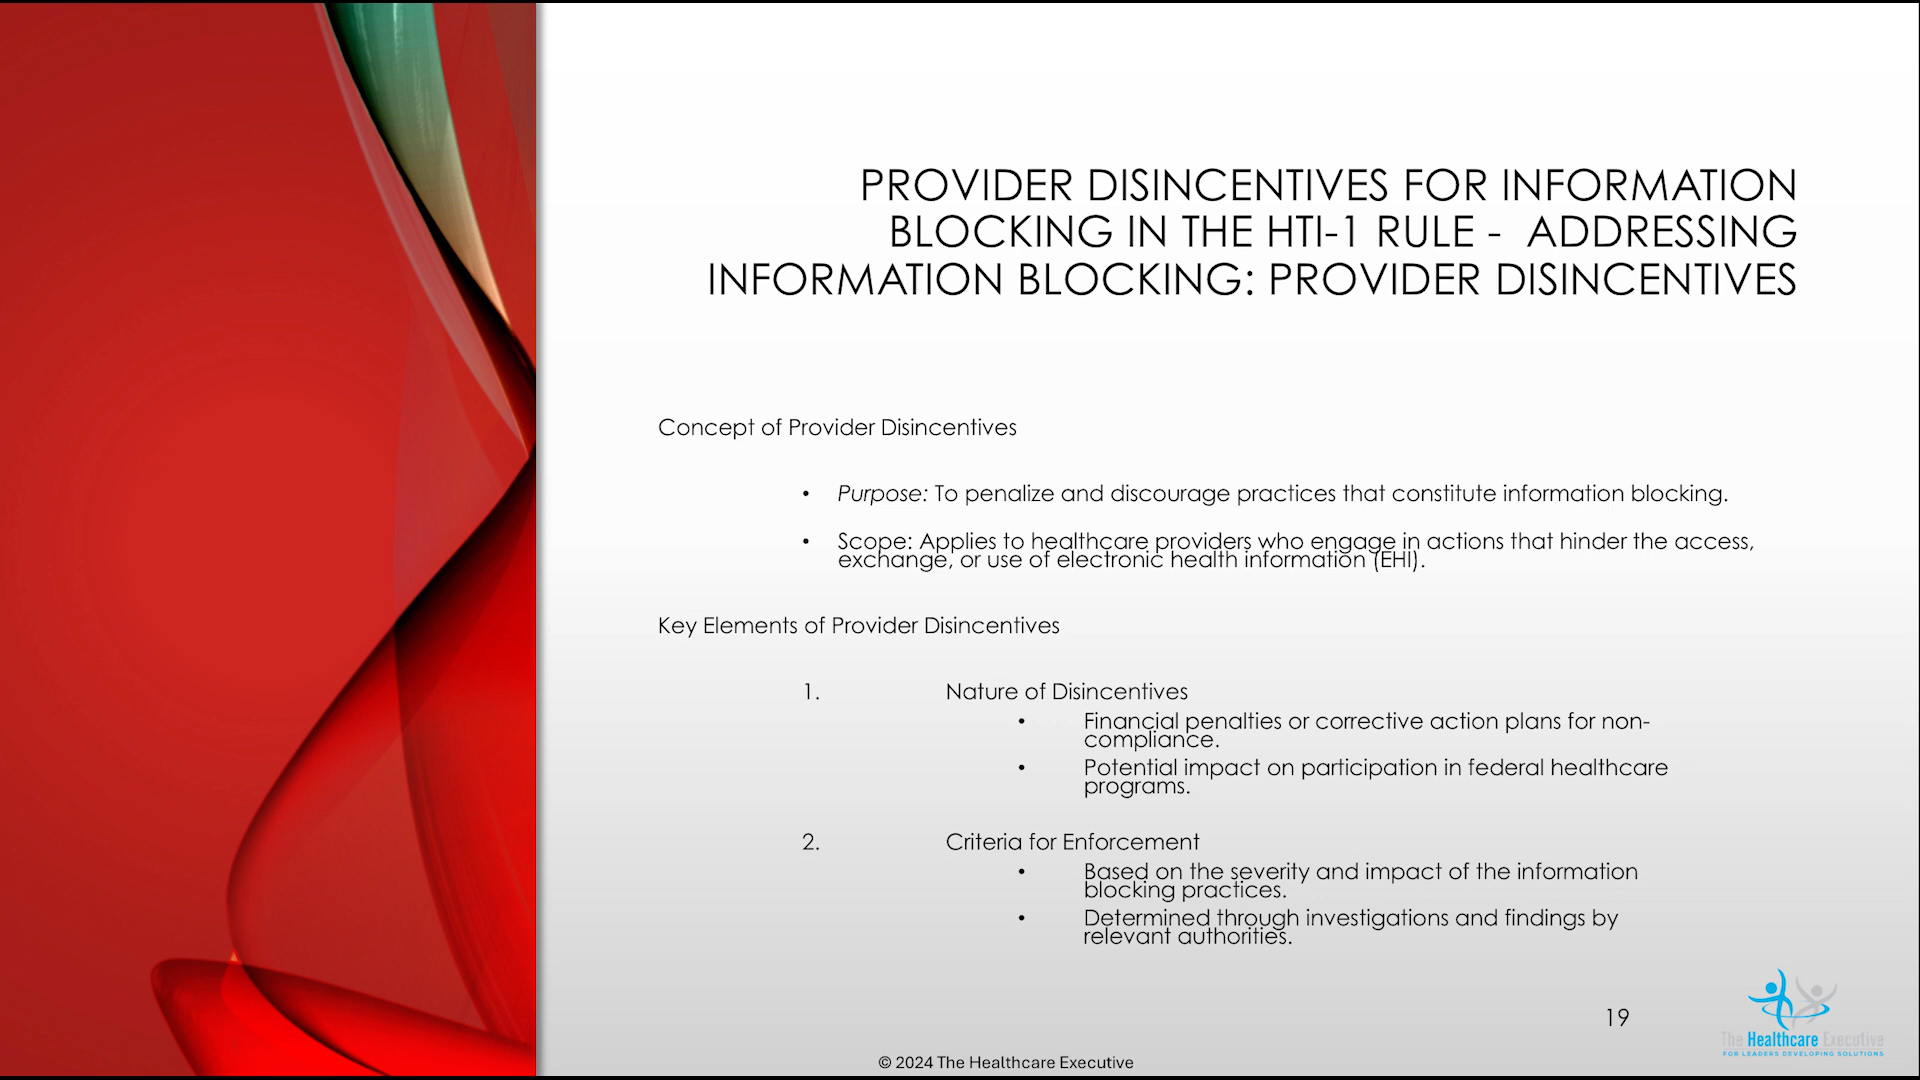 PROVIDER DISINCENTIVES FOR INFORMATION
BLOCKING IN THE HTI-1 RULE - ADDRESSING
INFORMATION BLOCKING: PROVIDER DISINCENTIVES
Concept of Provider Disincentives
• Purpose: To penalize and discourage practices that constitute information blocking.
• Scope: Applies to healthcare providers who engage in actions that hinder the access,
exchange, or use of electronic health information (EHI).
Key Elements of Provider Disincentives
1. Nature of Disincentives
• Financial penalties or corrective action plans for non-
compliance.
• Potential impact on participation in federal healthcare
programs.
2. Criteria for Enforcement
• Based on the severity and impact of the information
blocking practices.
• Determined through investigations and findings by
relevant authorities.
19
The Healthcare Executive
FOR LEADERS DEVELOPING SOLUTIONS
© 2024 The Healthcare Executive